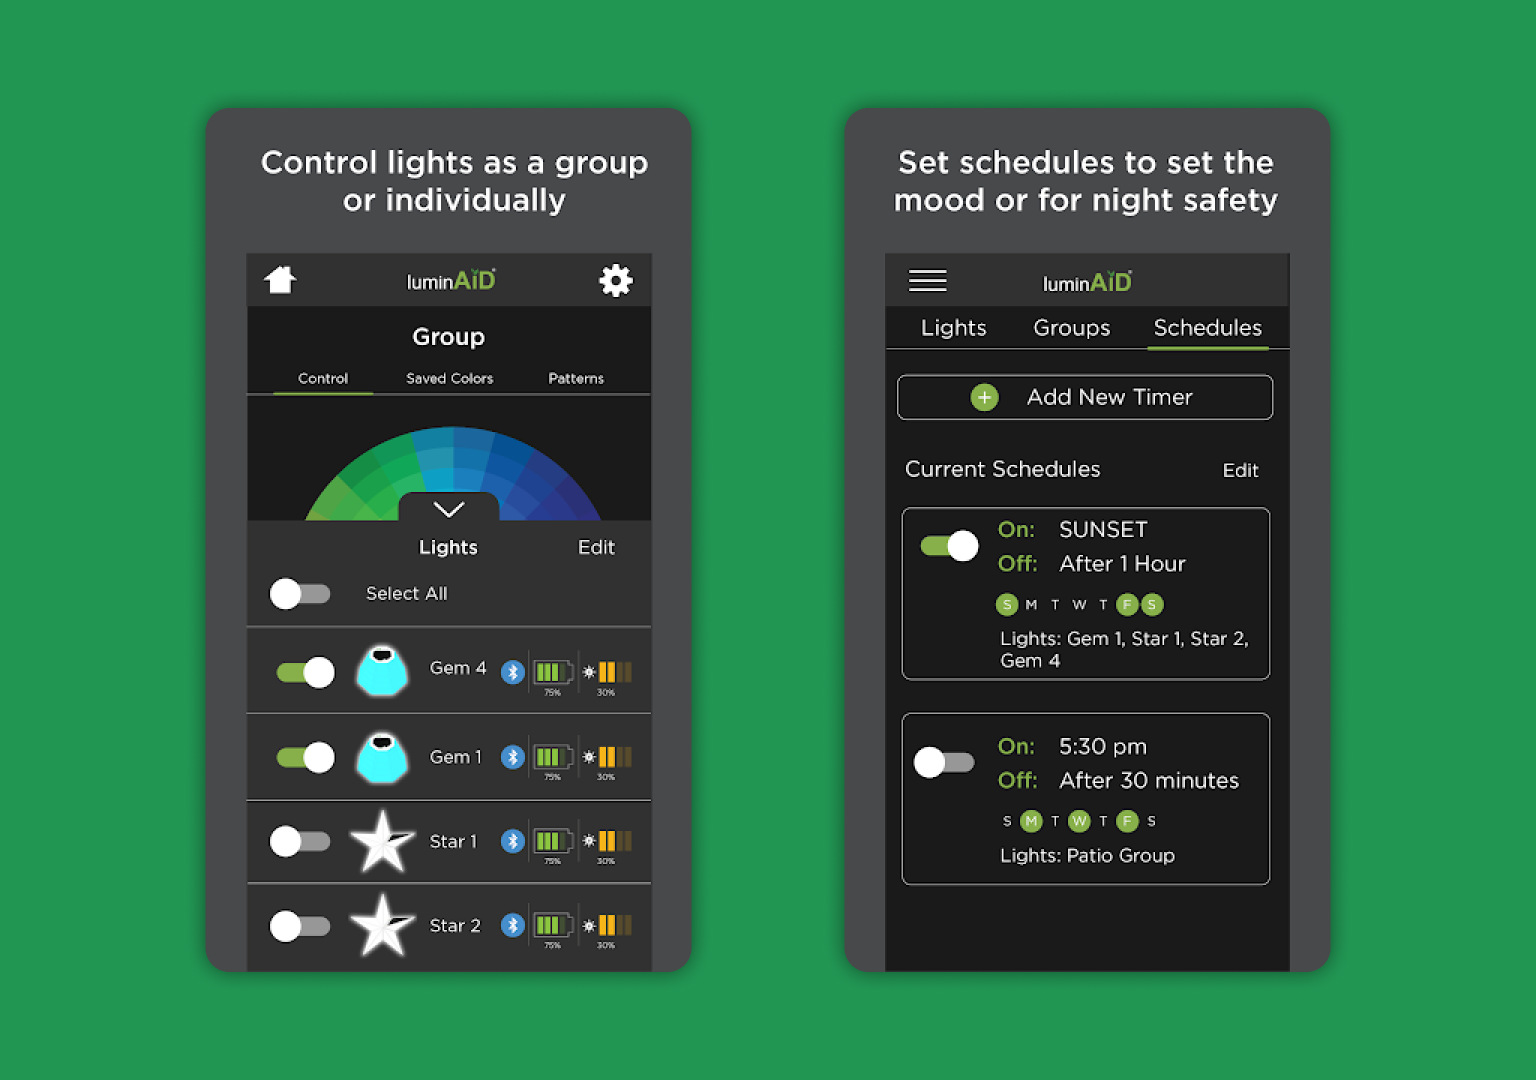 Control lights as a group
or individually
luminAID
Group
Control Saved Colors Patterns
Lights Edit
Select All
Gem 4 75% 30%
Gem 1 75% 30%
Star 1 75% 30%
Star 2 75% 30%
Set schedules to set the
mood or for night safety
luminAID
Lights Groups Schedules
+ Add New Timer
Current Schedules Edit
On: SUNSET
Off: After 1 Hour
S M T W T F S
Lights: Gem 1, Star 1, Star 2,
Gem 4
On: 5:30 pm
Off: After 30 minutes
S M T W T F S
Lights: Patio Group